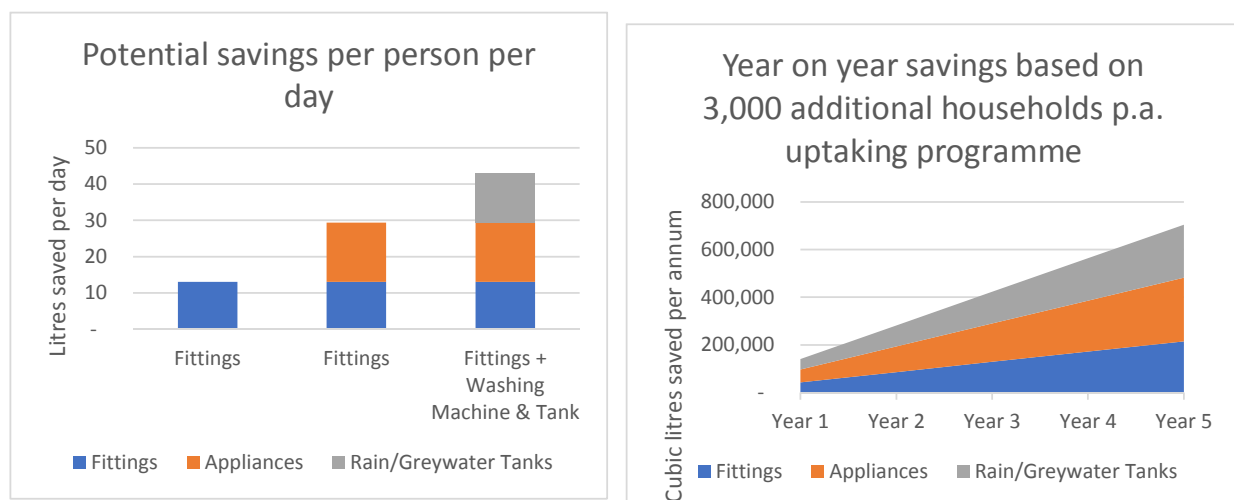 Potential savings per person per
day
Litres saved per day
50
40
30
20
10
-
Fittings
Fittings
Fittings +
Washing
Machine & Tank
Fittings
Appliances
Rain/Greywater Tanks
Year on year savings based on
3,000 additional households p.a.
uptaking programme
Cubic litres saved per annum
800,000
600,000
400,000
200,000
-
Year 1
Year 2
Year 3
Year 4
Year 5
Fittings
Appliances
Rain/Greywater Tanks